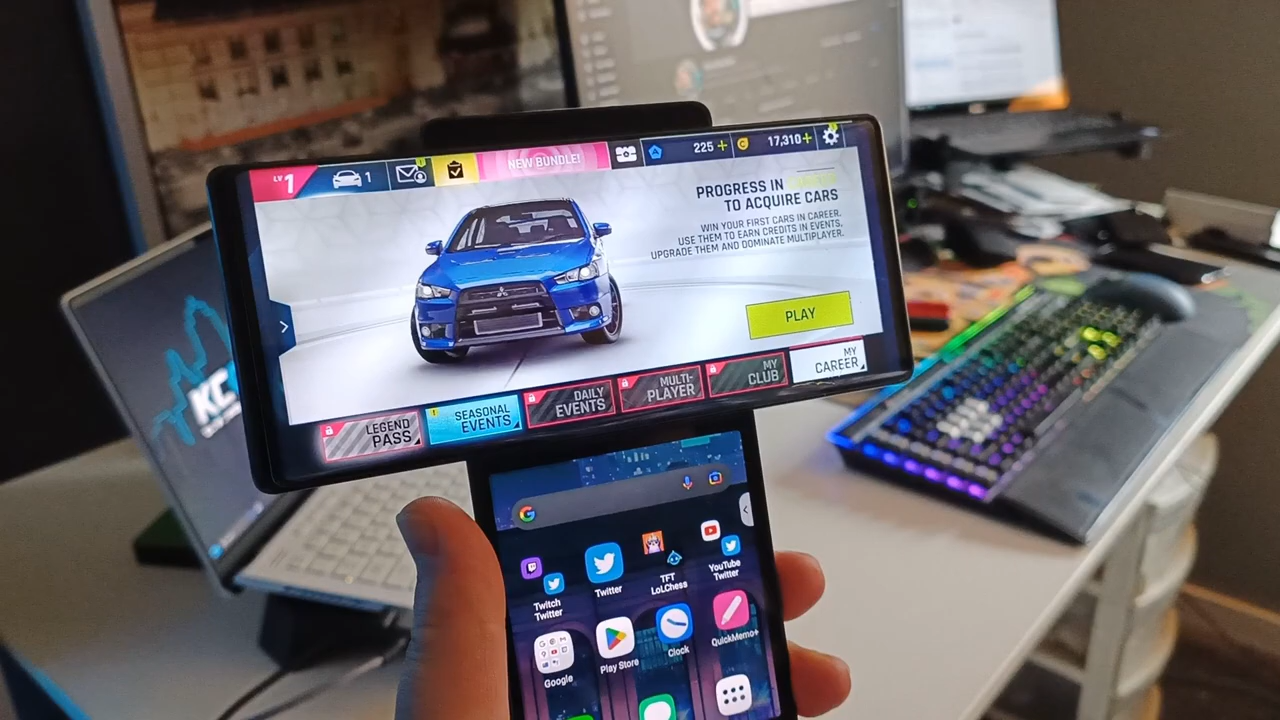 LV 1
1
NEW BUNDLE!
225 +
17,310 +
PROGRESS IN
TO ACQUIRE CARS
WIN YOUR FIRST CARS IN CAREER.
USE THEM TO EARN CREDITS IN EVENTS,
UPGRADE THEM AND DOMINATE MULTIPLAYER.
PLAY
LEGEND
PASS
SEASONAL
EVENTS
DAILY
EVENTS
MULTI-
PLAYER
MY
CLUB
MY
CAREER
KC
G
Twitch
Twitter
Twitter
TFT
LoLChess
YouTube
Twitter
Google
Play Store
Clock
QuickMemo+